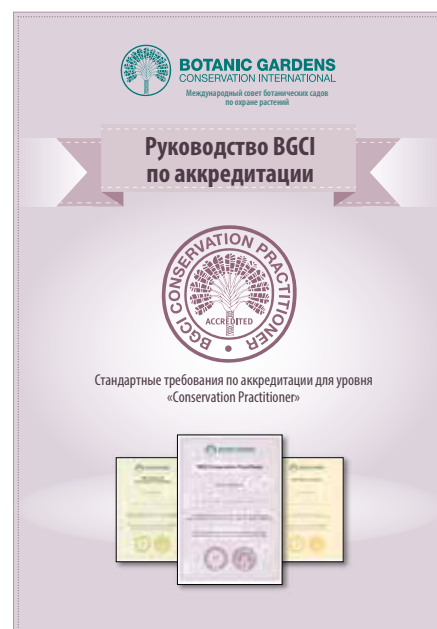 BOTANIC GARDENS
CONSERVATION INTERNATIONAL
Международный совет ботанических садов
по охране растений
Руководство BGCI
по аккредитации
BGCI CONSERVATION PRACTITIONER
ACCREDITED
Стандартные требования по аккредитации для уровня
«Conservation Practitioner»